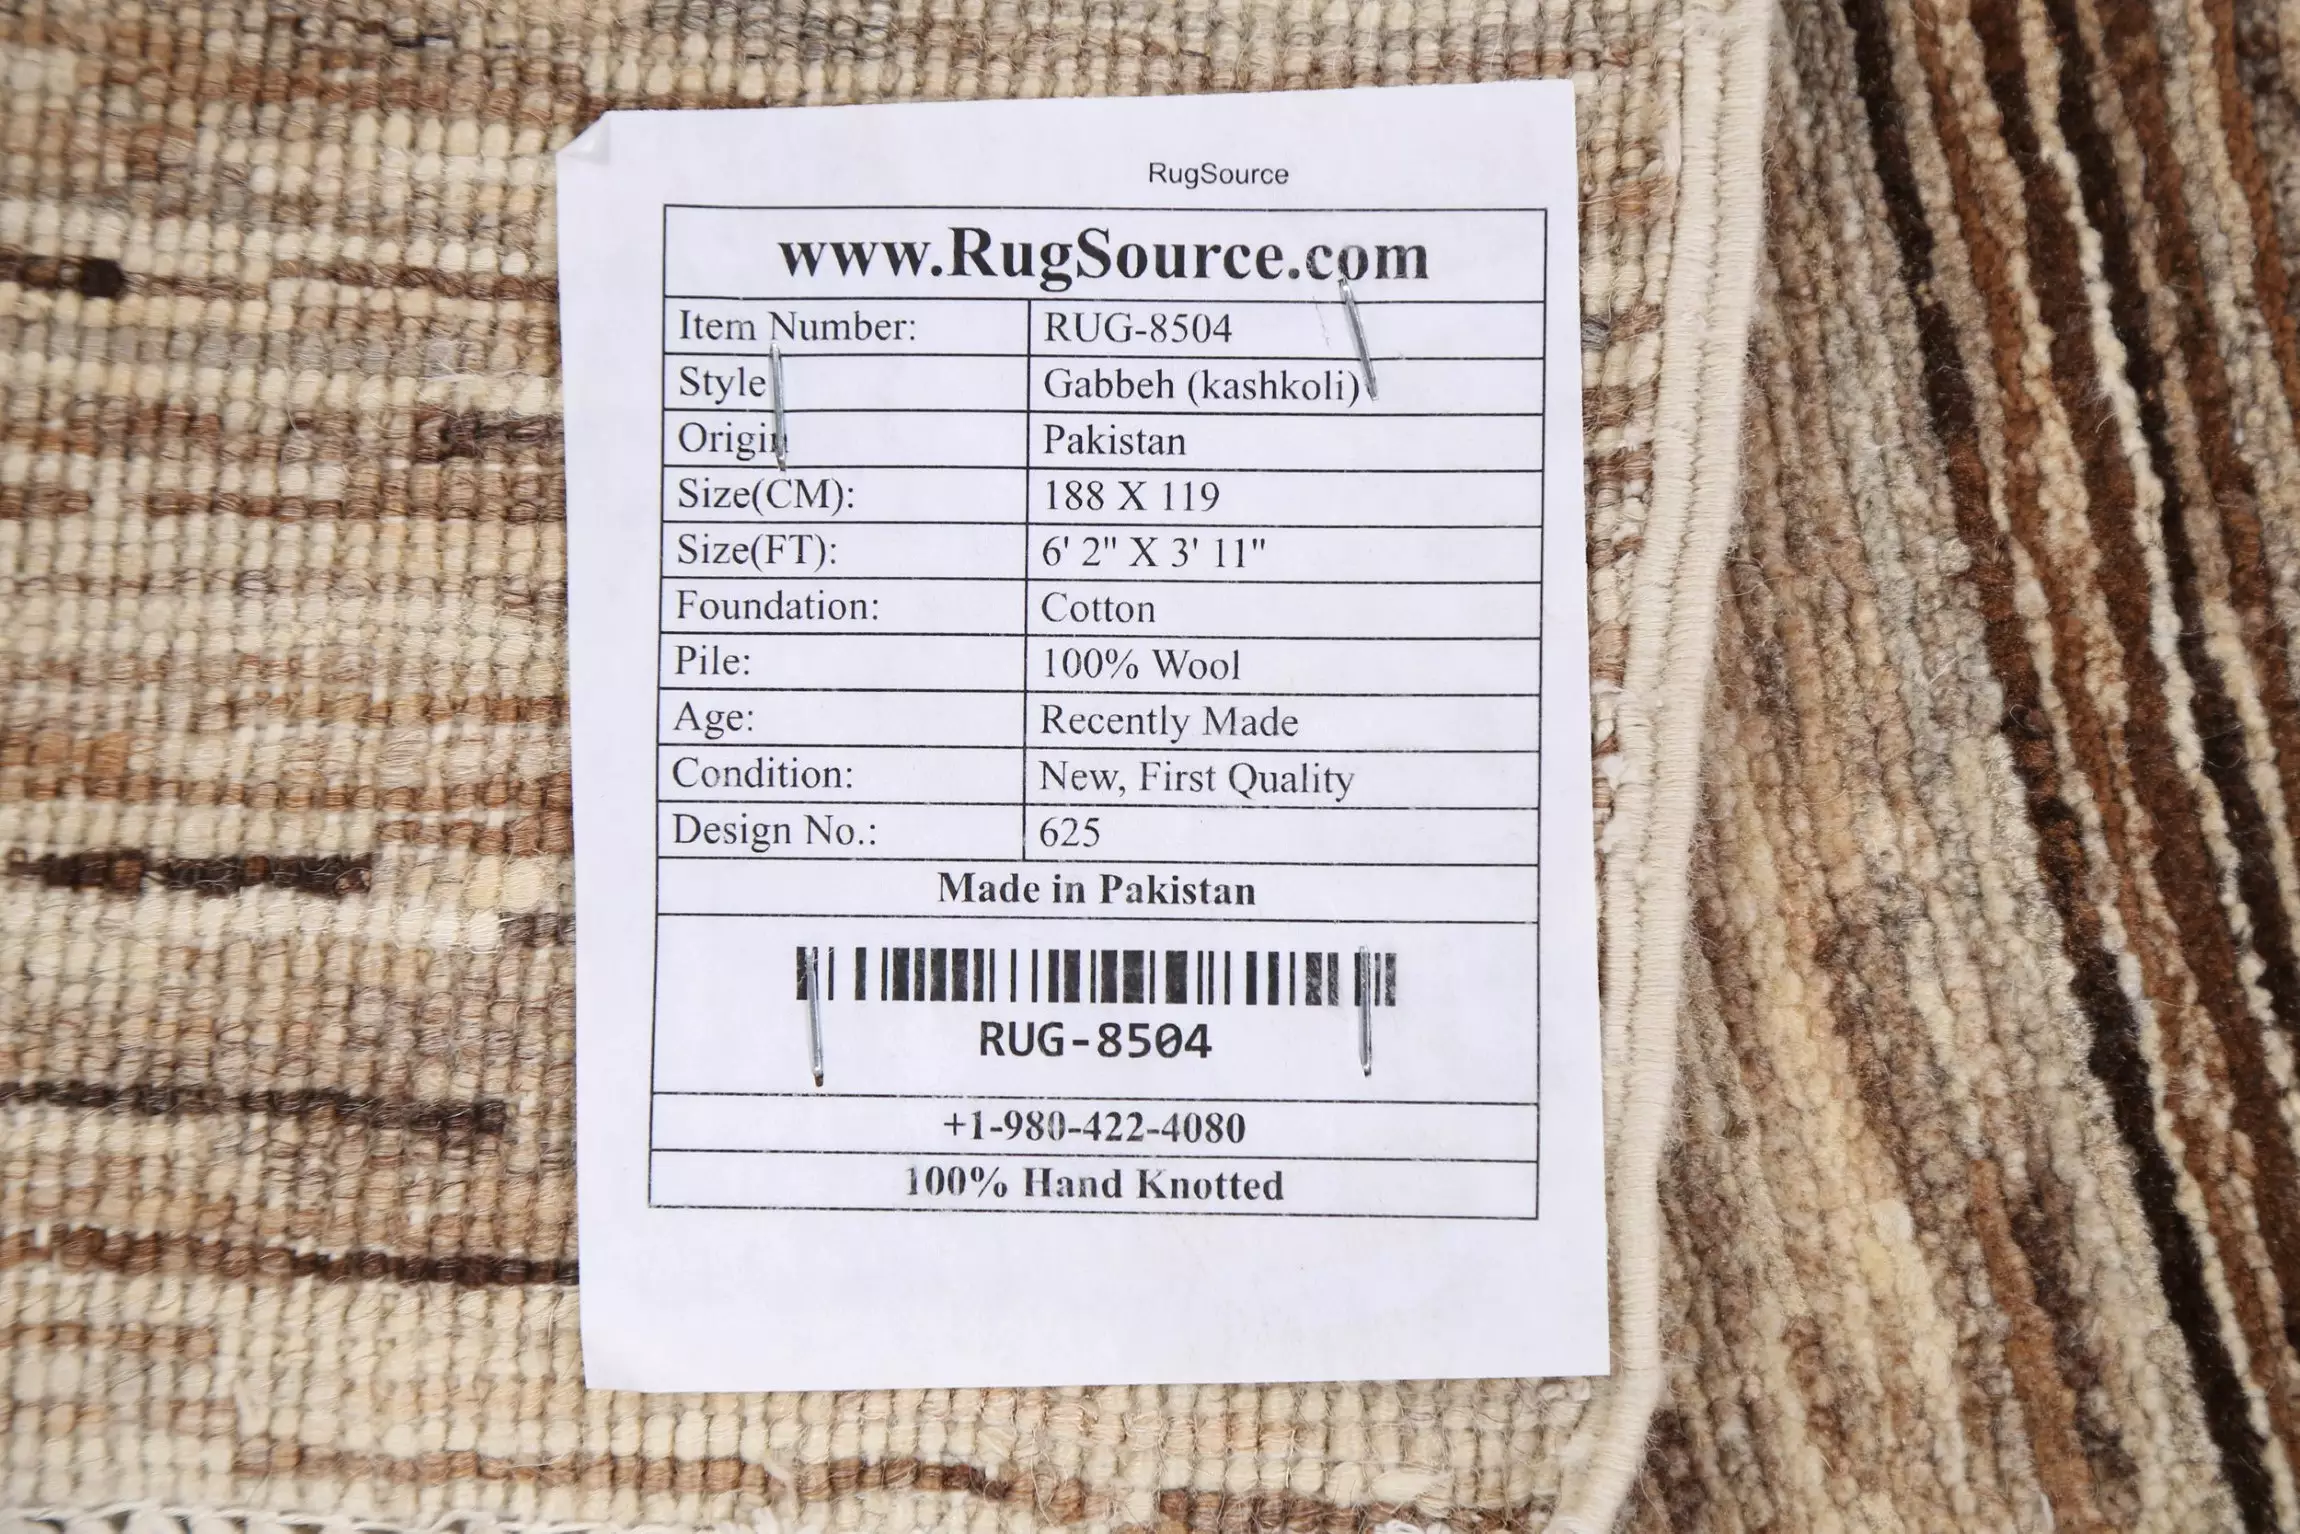 RugSource
www.RugSource.com
Item Number: RUG-8504
Style Gabbeh (kashkoli)
Origin Pakistan
Size(CM): 188 X 119
Size(FT): 6' 2" X 3' 11"
Foundation: Cotton
Pile: 100% Wool
Age: Recently Made
Condition: New, First Quality
Design No.: 625
Made in Pakistan
RUG-8504
+1-980-422-4080
100% Hand Knotted